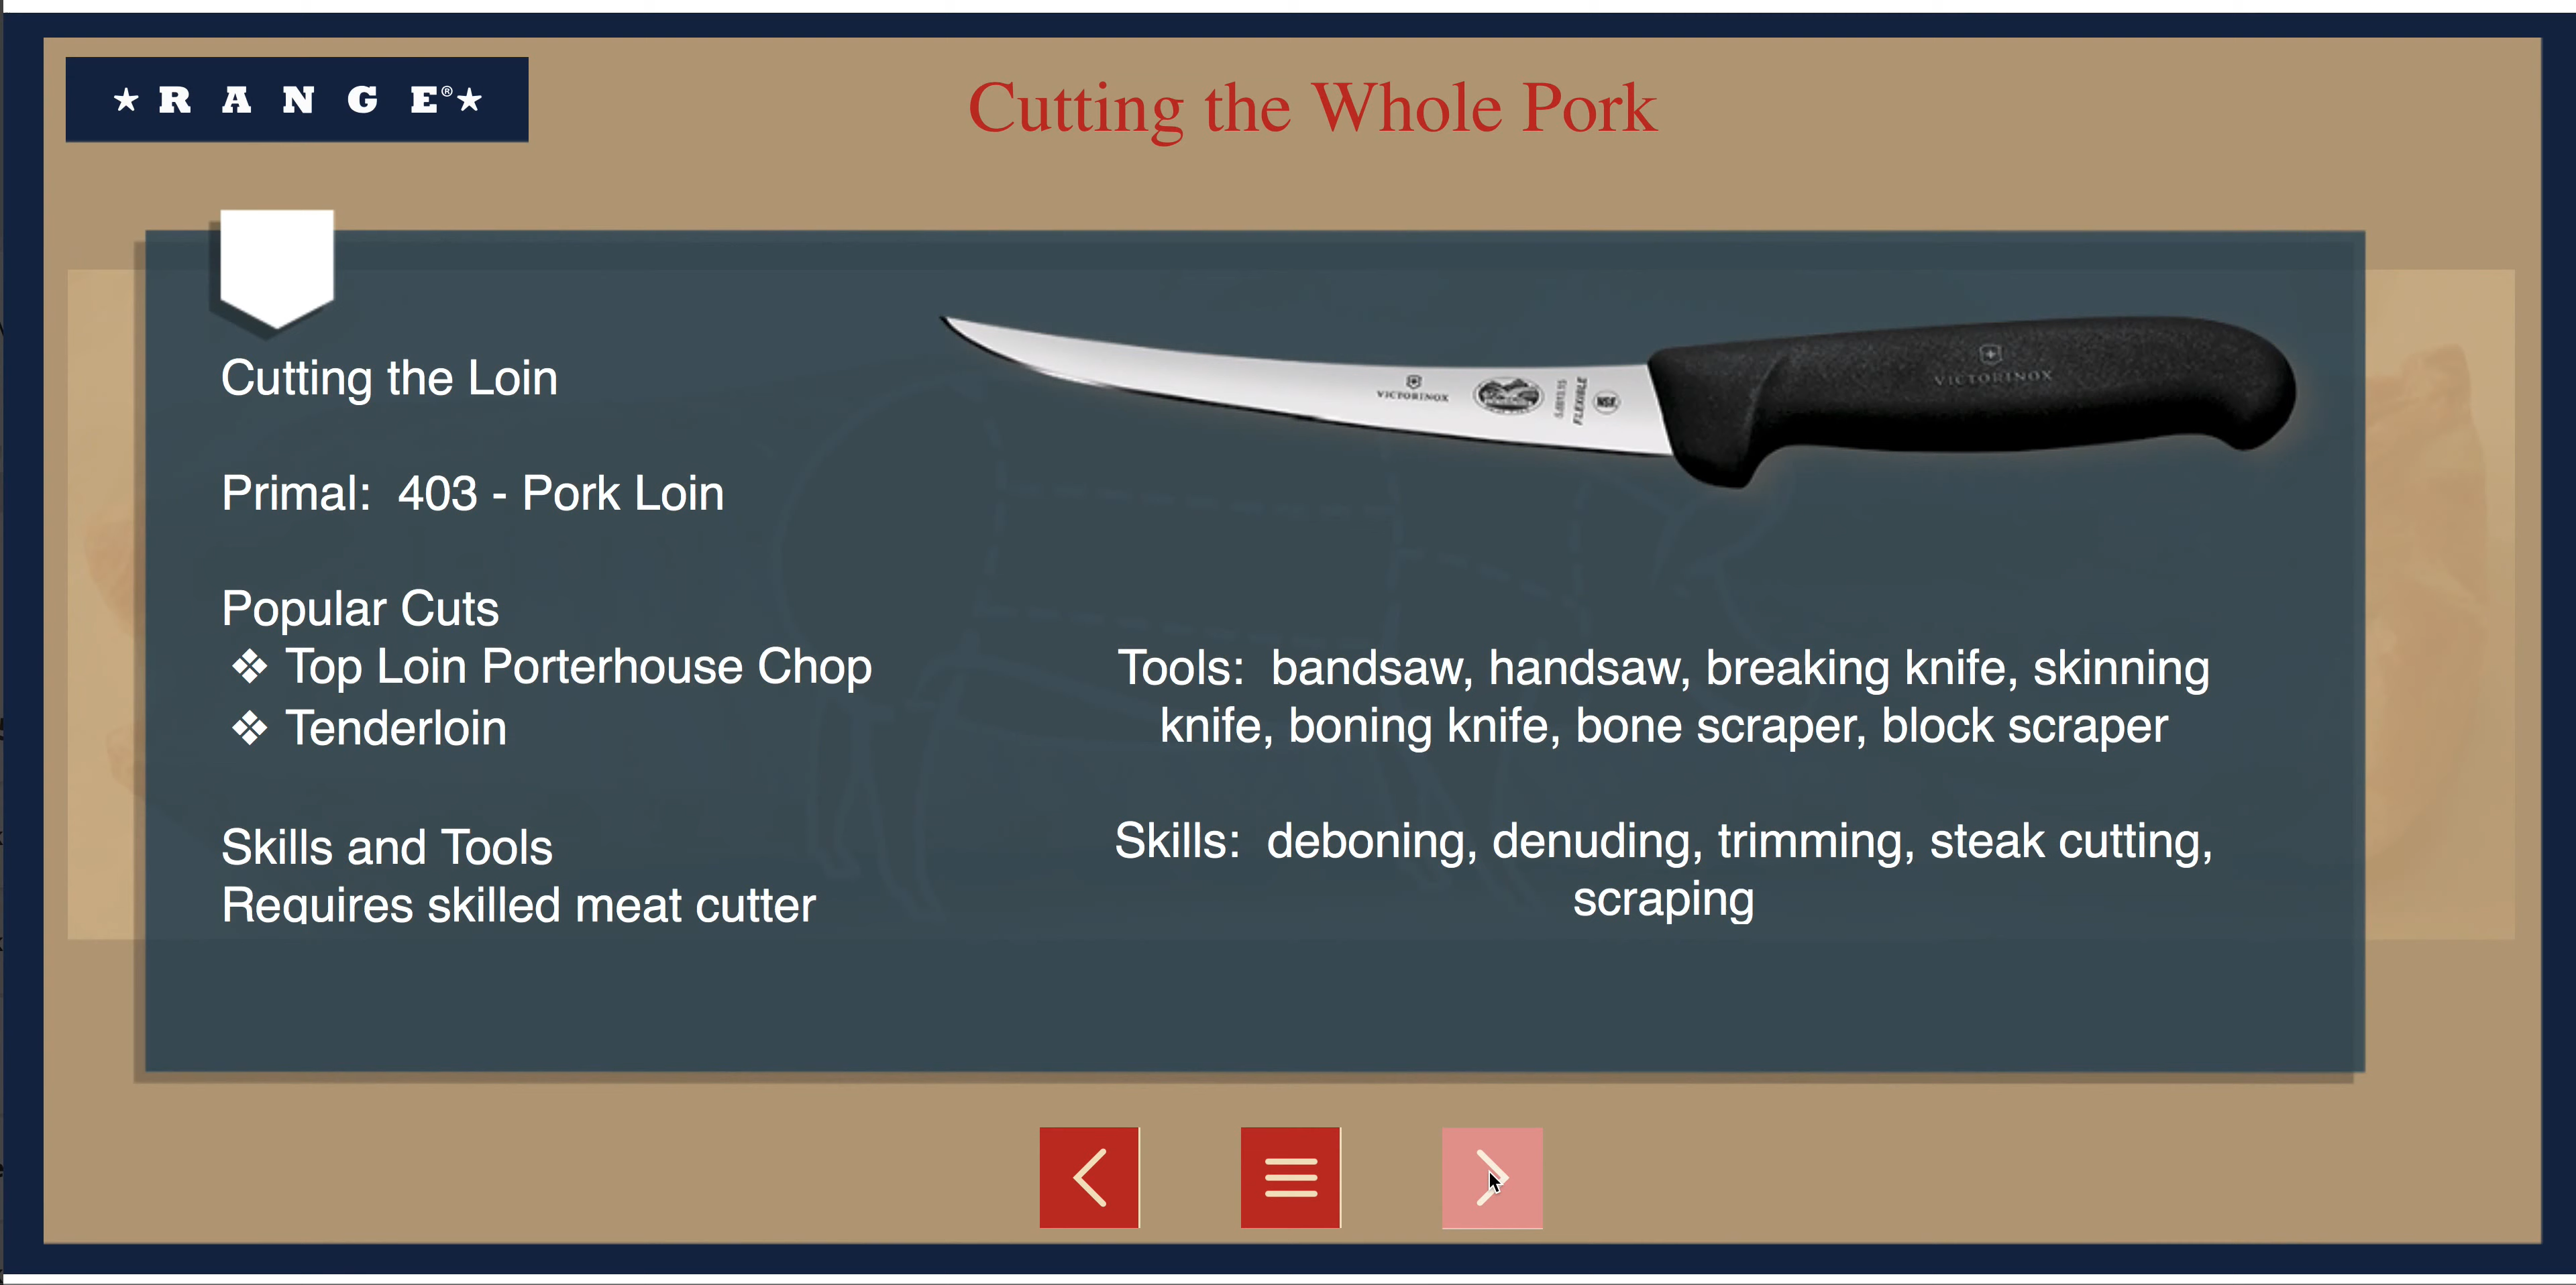 ★ R A N G E® ★
Cutting the Whole Pork
Cutting the Loin
Primal: 403 - Pork Loin
Popular Cuts
❖ Top Loin Porterhouse Chop
❖ Tenderloin
Skills and Tools
Requires skilled meat cutter
VICTORINOX
FLEXIBLE
NSF
VICTORINOX
Tools: bandsaw, handsaw, breaking knife, skinning
knife, boning knife, bone scraper, block scraper
Skills: deboning, denuding, trimming, steak cutting,
scraping